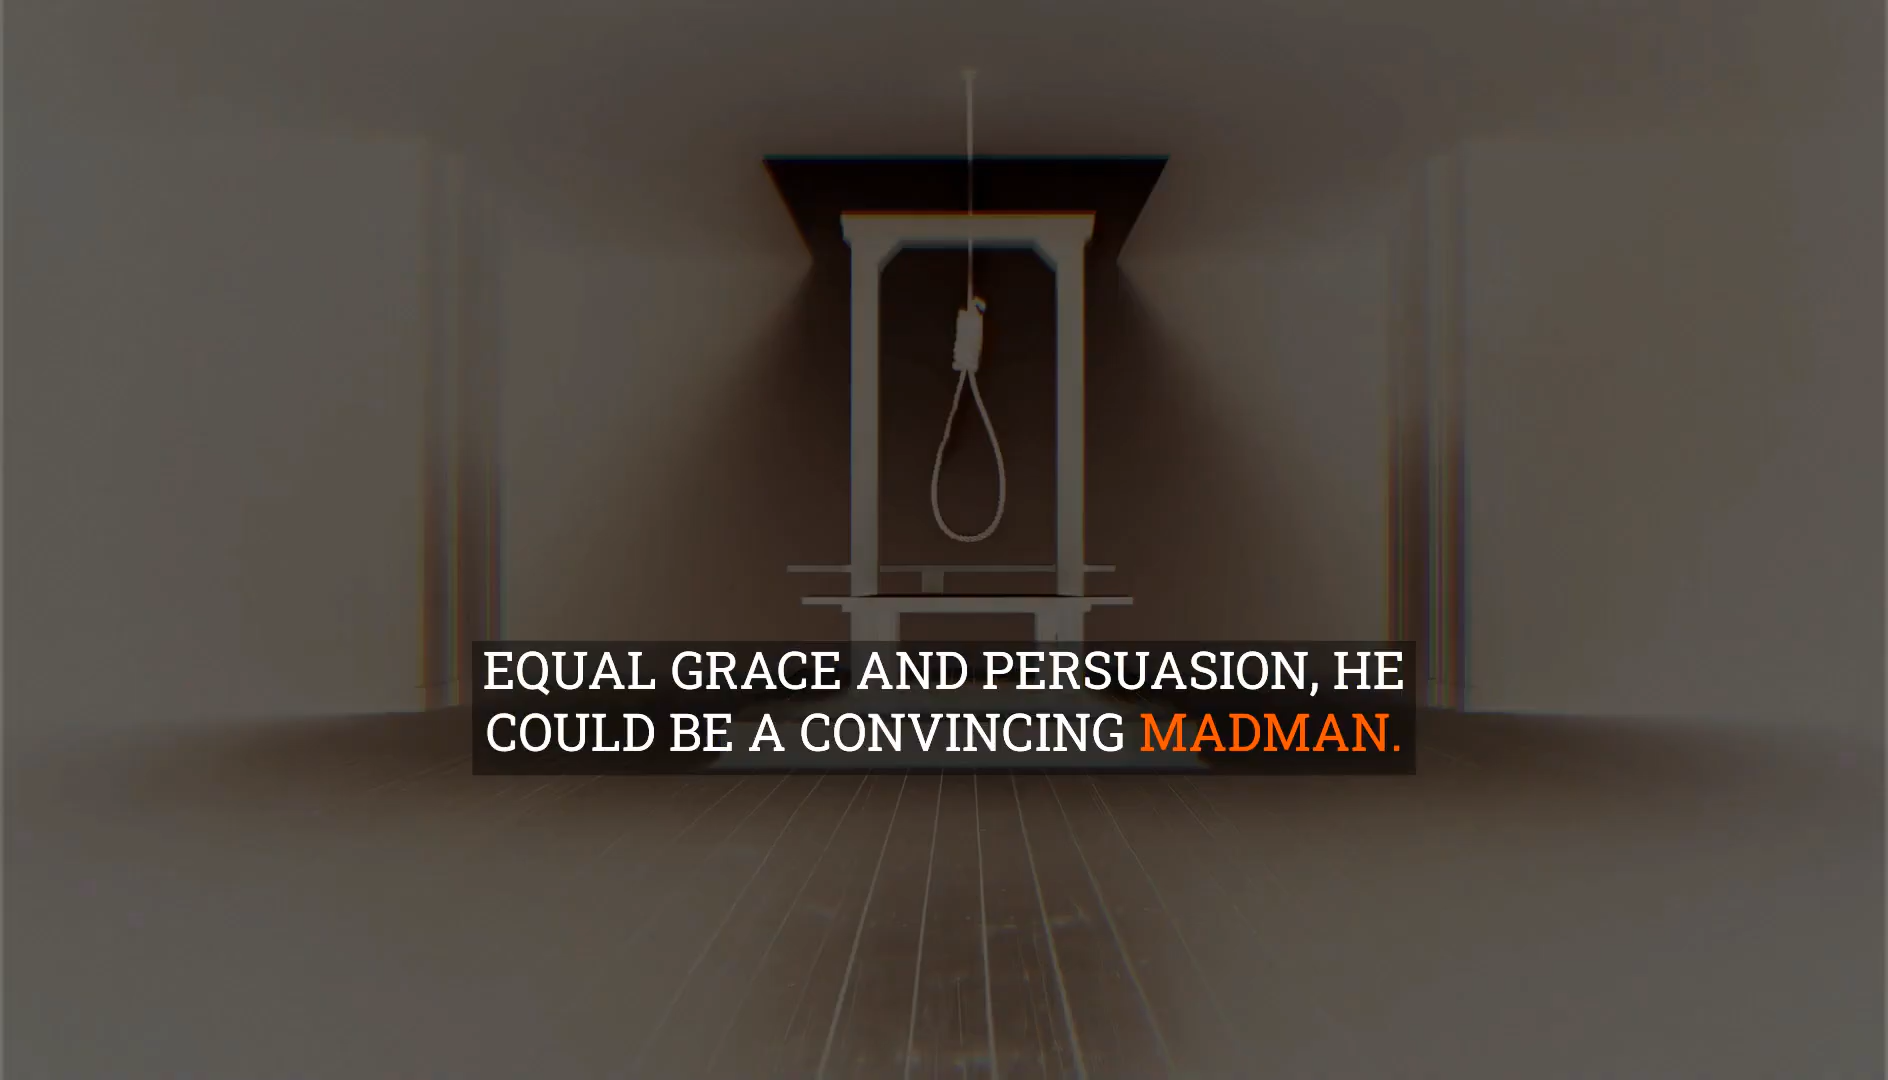 EQUAL GRACE AND PERSUASION, HE
COULD BE A CONVINCING MADMAN.